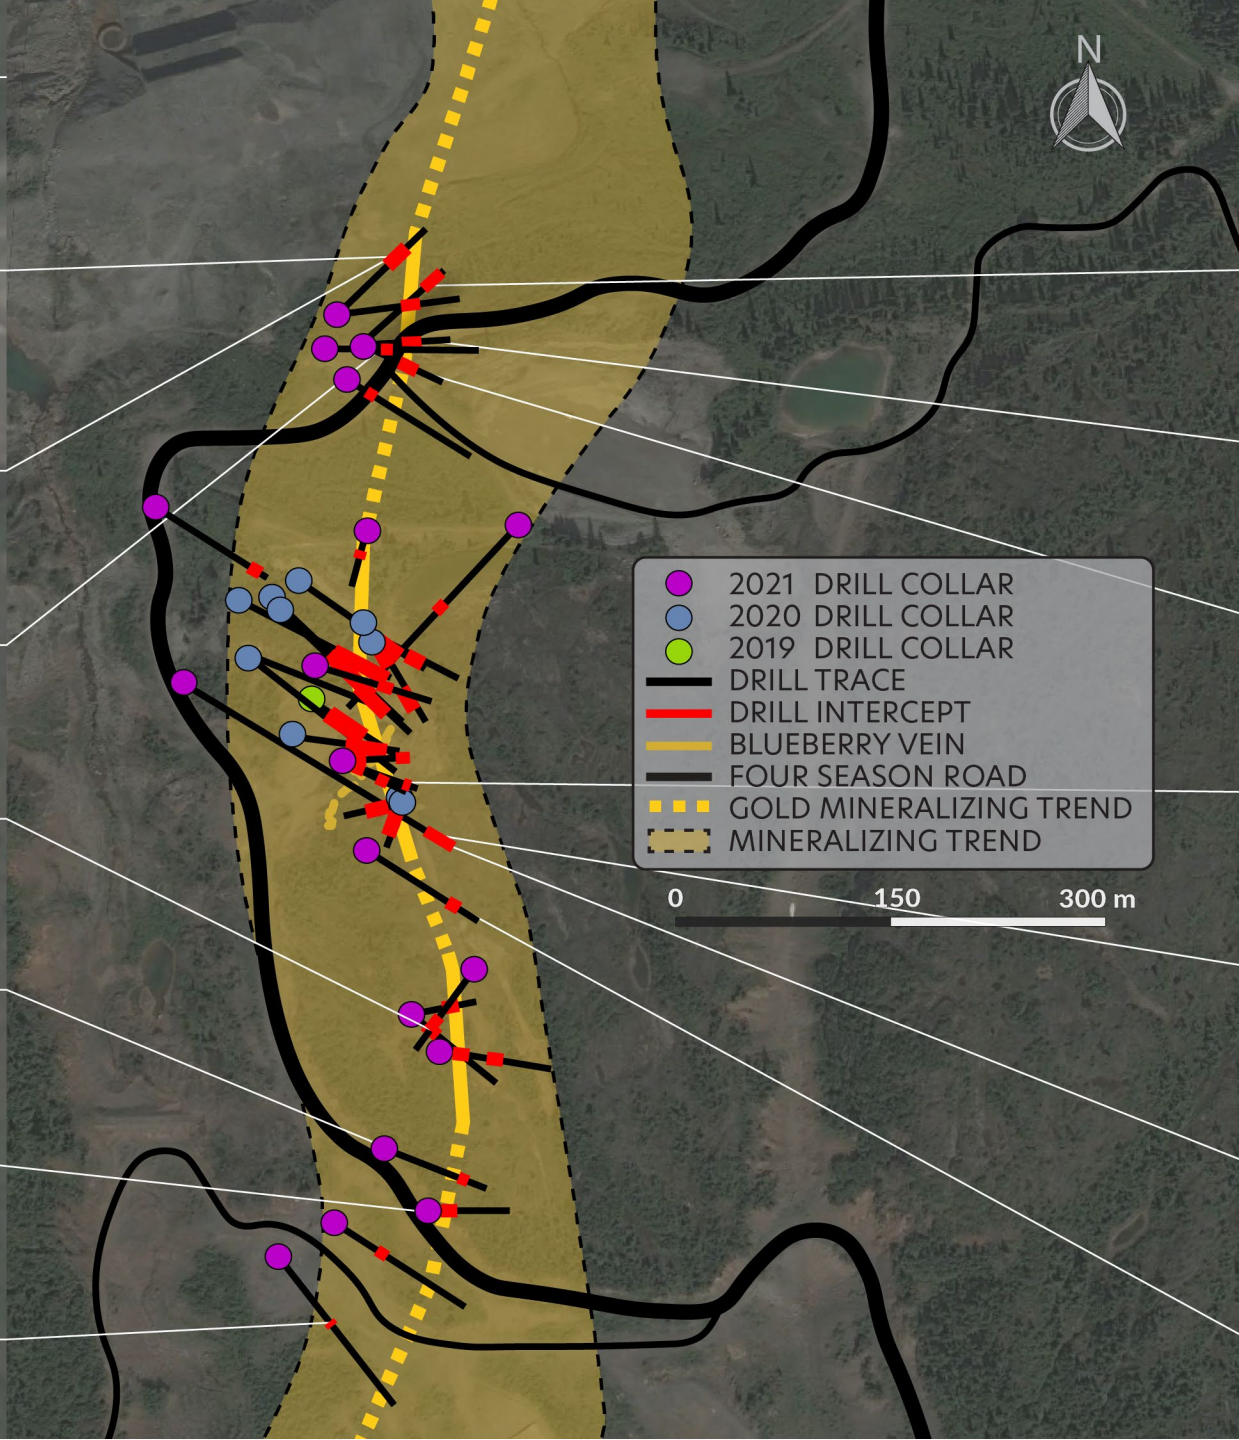 N
2021 DRILL COLLAR
2020 DRILL COLLAR
2019 DRILL COLLAR
DRILL TRACE
DRILL INTERCEPT
BLUEBERRY VEIN
FOUR SEASON ROAD
GOLD MINERALIZING TREND
MINERALIZING TREND
0 150 300 m